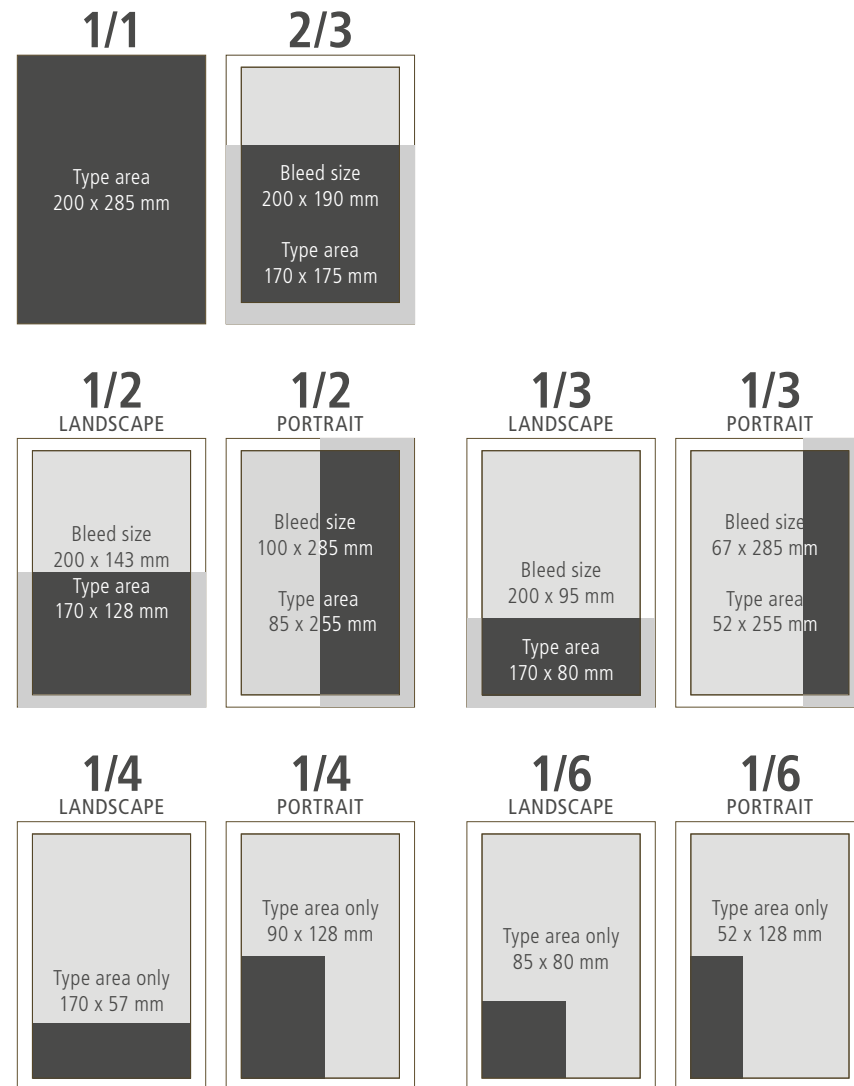 1/1
Type area
200 x 285 mm
2/3
Bleed size
200 x 190 mm
Type area
170 x 175 mm
1/2
LANDSCAPE
Bleed size
200 x 143 mm
Type area
170 x 128 mm
1/2
PORTRAIT
Bleed size
100 x 285 mm
Type area
85 x 255 mm
1/3
LANDSCAPE
Bleed size
200 x 95 mm
Type area
170 x 80 mm
1/3
PORTRAIT
Bleed size
67 x 285 mm
Type area
52 x 255 mm
1/4
LANDSCAPE
Type area only
170 x 57 mm
1/4
PORTRAIT
Type area only
90 x 128 mm
1/6
LANDSCAPE
Type area only
85 x 80 mm
1/6
PORTRAIT
Type area only
52 x 128 mm